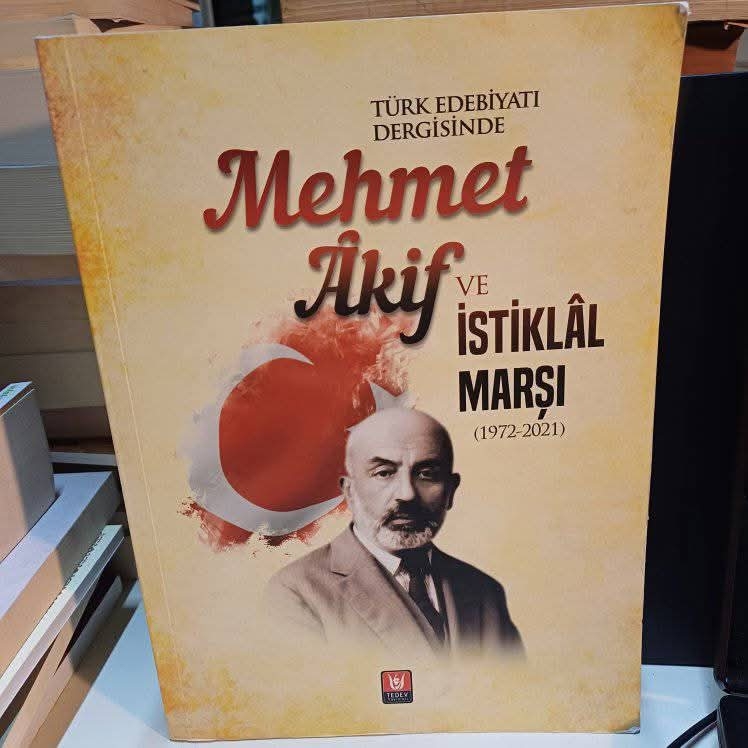 TÜRK EDEBİYATI
DERGİSİNDE
Mehmet
Âkif
VE
İSTİKLÂL
MARŞI
(1972-2021)
TEDEV